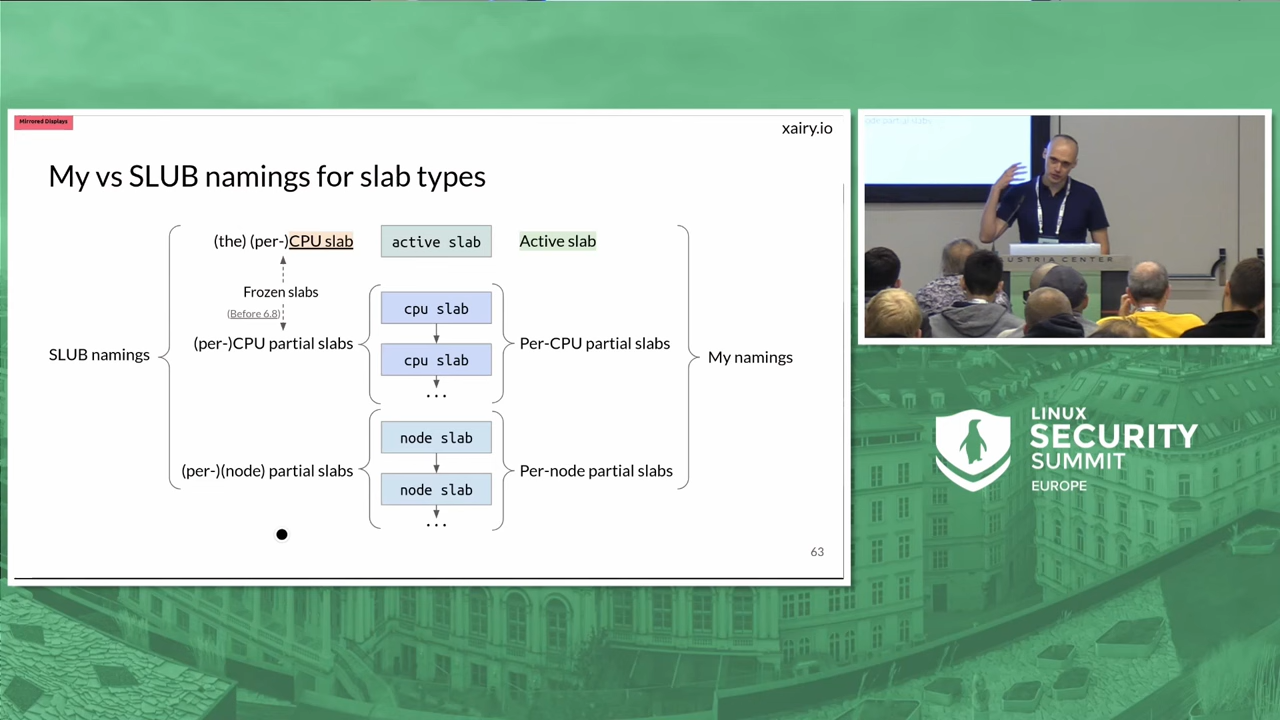 Mirrored Displays
xairy.io
My vs SLUB namings for slab types
(the) (per-)CPU slab
active slab
Active slab
Frozen slabs
(Before 6.8)
cpu slab
(per-)CPU partial slabs
Per-CPU partial slabs
cpu slab
...
SLUB namings
My namings
node slab
(per-)(node) partial slabs
Per-node partial slabs
node slab
...
63
USTRIA CENTER
LINUX
SECURITY
SUMMIT
EUROPE